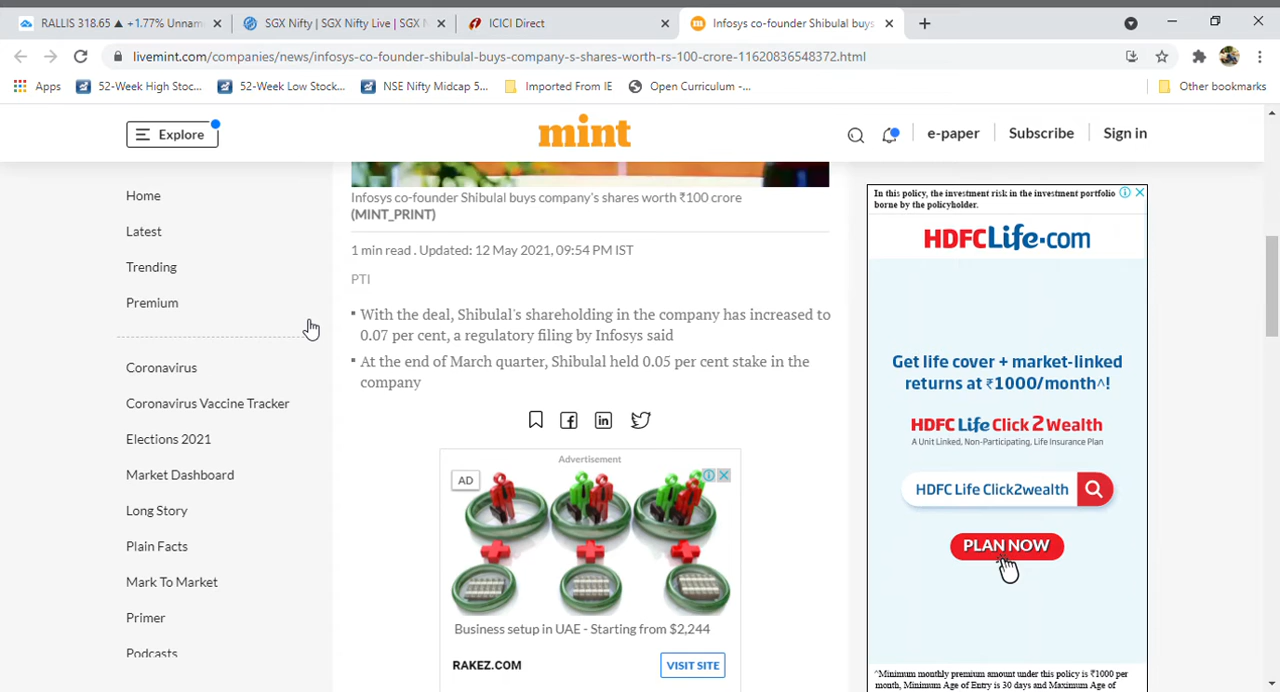 RALLIS 318.65 ▲ +1.77% Unnam
SGX Nifty | SGX Nifty Live | SGX N
ICICI Direct
Infosys co-founder Shibulal buys
livemint.com/companies/news/infosys-co-founder-shibulal-buys-company-s-shares-worth-rs-100-crore-11620836548372.html
Apps
52-Week High Stoc...
52-Week Low Stock...
NSE Nifty Midcap 5...
Imported From IE
Open Curriculum -...
Other bookmarks
Explore
mint
e-paper
Subscribe
Sign in
Home
Latest
Trending
Premium
Coronavirus
Coronavirus Vaccine Tracker
Elections 2021
Market Dashboard
Long Story
Plain Facts
Mark To Market
Primer
Podcasts
Infosys co-founder Shibulal buys company's shares worth ₹100 crore
(MINT_PRINT)
1 min read . Updated: 12 May 2021, 09:54 PM IST
PTI
With the deal, Shibulal's shareholding in the company has increased to
0.07 per cent, a regulatory filing by Infosys said
At the end of March quarter, Shibulal held 0.05 per cent stake in the
company
Advertisement
AD
Business setup in UAE - Starting from $2,244
RAKEZ.COM
VISIT SITE
In this policy, the investment risk in the investment portfolio
borne by the policyholder.
HDFCLife.com
Get life cover + market-linked
returns at ₹1000/month^!
HDFC Life Click 2 Wealth
A Unit Linked, Non-Participating, Life Insurance Plan
HDFC Life Click2wealth
PLAN NOW
^Minimum monthly premium amount under this policy is ₹1000 per
month, Minimum Age of Entry is 30 days and Maximum Age of